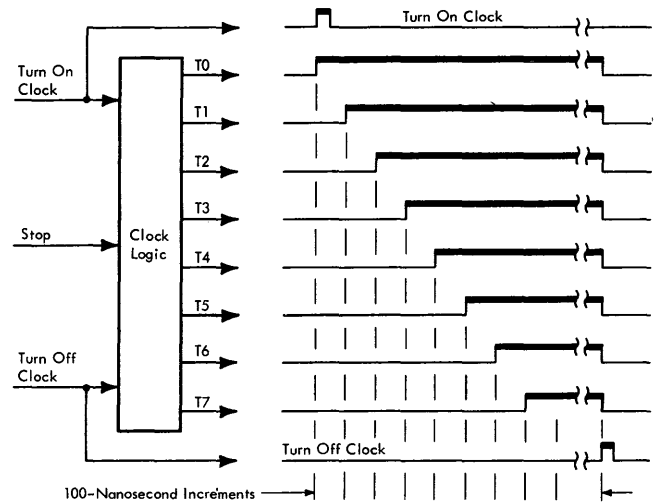 Turn On Clock
Turn On
Clock
T0
T1
T2
T3
Stop
Clock
Logic
T4
T5
Turn Off
Clock
T6
T7
Turn Off Clock
100-Nanosecond Increments